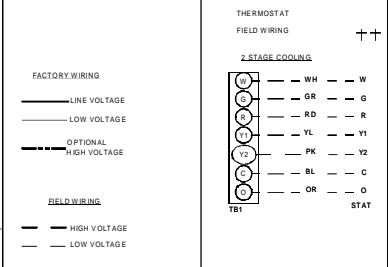 FACTORY WIRING
LINE VOLTAGE
LOW VOLTAGE
OPTIONAL
HIGH VOLTAGE
FIELD WIRING
HIGH VOLTAGE
LOW VOLTAGE
THERMOSTAT
FIELD WIRING
2 STAGE COOLING
W WH W
G GR G
R RD R
Y1 YL Y1
Y2 PK Y2
C BL C
O OR O
TB1 STAT